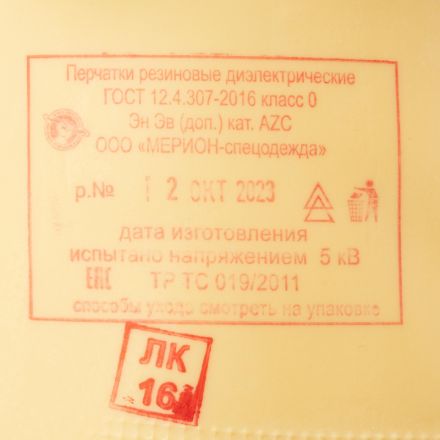 Перчатки резиновые диэлектрические
ГОСТ 12.4.307-2016 класс 0
Эн Эв (доп.) кат. AZC
ООО «МЕРИОН-спецодежда»
р.№ 2 ОКТ 2023
дата изготовления
испытано напряжением 5 кВ
ЕАС ТР ТС 019/2011
способы ухода смотреть на упаковке
ЛК
16